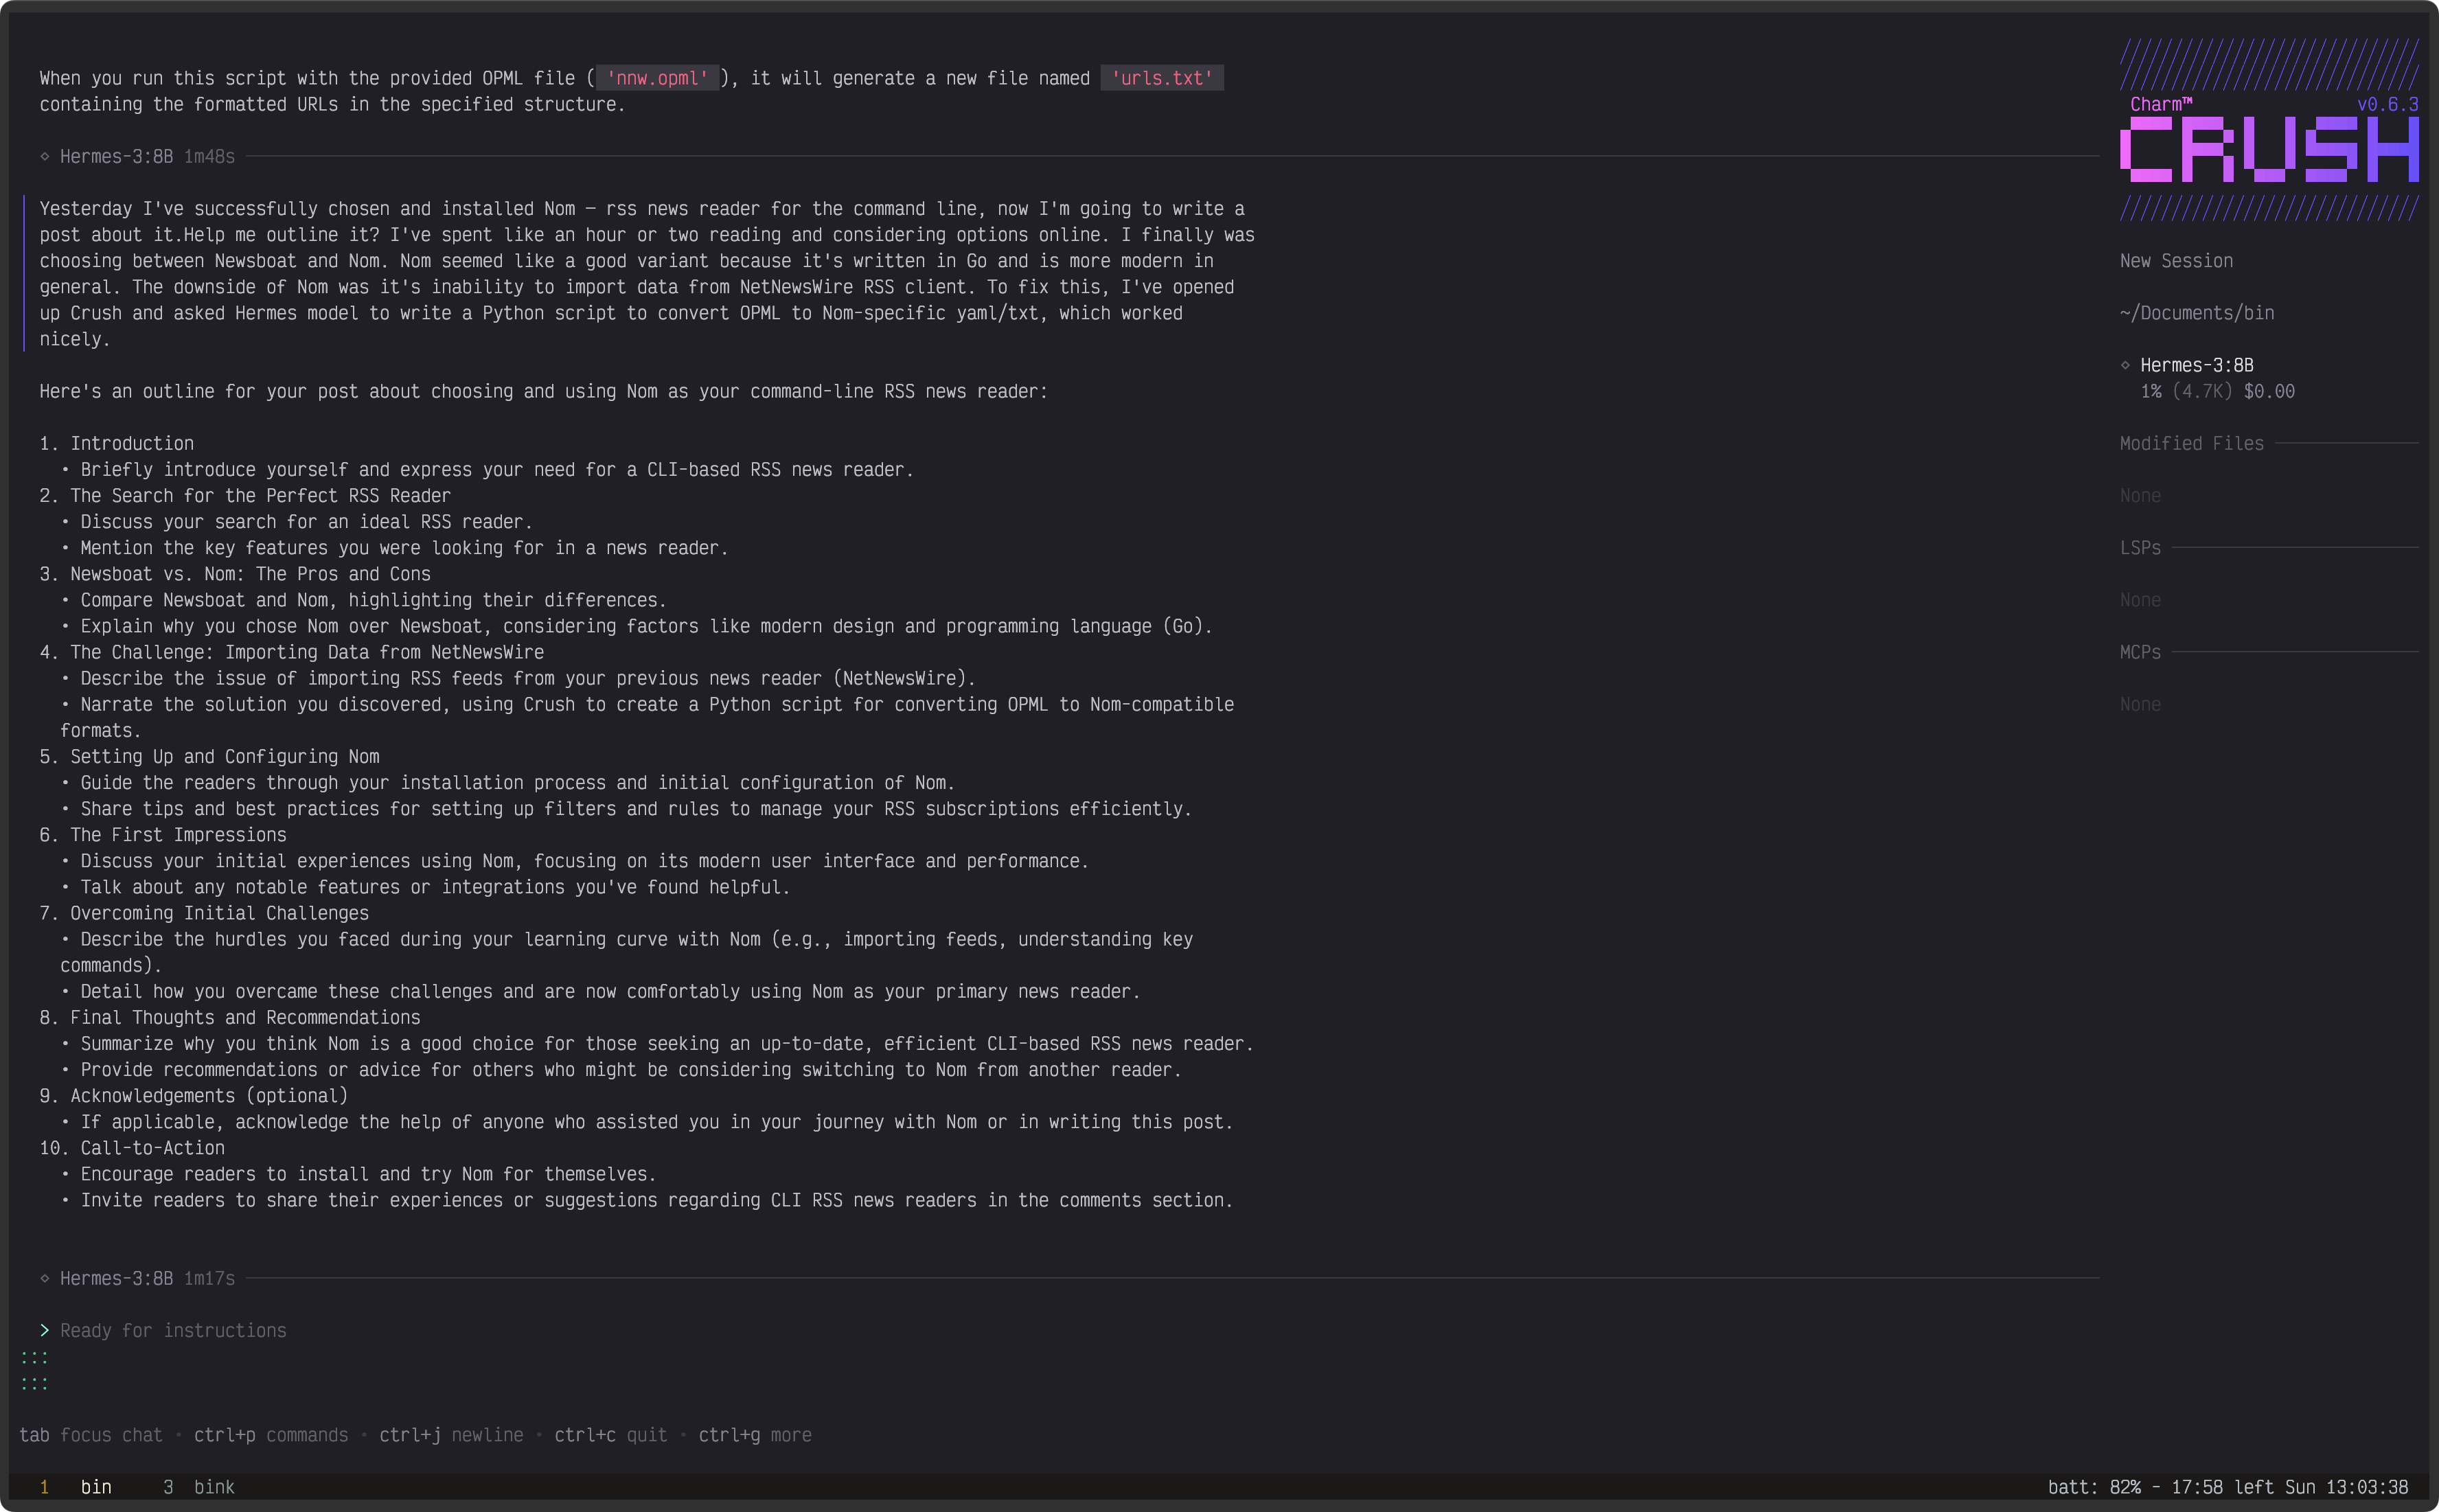 When you run this script with the provided OPML file ( 'nnw.opml' ), it will generate a new file named 'urls.txt'
containing the formatted URLs in the specified structure.
◇ Hermes-3:8B 1m48s
Yesterday I've successfully chosen and installed Nom — rss news reader for the command line, now I'm going to write a
post about it.Help me outline it? I've spent like an hour or two reading and considering options online. I finally was
choosing between Newsboat and Nom. Nom seemed like a good variant because it's written in Go and is more modern in
general. The downside of Nom was it's inability to import data from NetNewsWire RSS client. To fix this, I've opened
up Crush and asked Hermes model to write a Python script to convert OPML to Nom-specific yaml/txt, which worked
nicely.
Here's an outline for your post about choosing and using Nom as your command-line RSS news reader:
1. Introduction
• Briefly introduce yourself and express your need for a CLI-based RSS news reader.
2. The Search for the Perfect RSS Reader
• Discuss your search for an ideal RSS reader.
• Mention the key features you were looking for in a news reader.
3. Newsboat vs. Nom: The Pros and Cons
• Compare Newsboat and Nom, highlighting their differences.
• Explain why you chose Nom over Newsboat, considering factors like modern design and programming language (Go).
4. The Challenge: Importing Data from NetNewsWire
• Describe the issue of importing RSS feeds from your previous news reader (NetNewsWire).
• Narrate the solution you discovered, using Crush to create a Python script for converting OPML to Nom-compatible
formats.
5. Setting Up and Configuring Nom
• Guide the readers through your installation process and initial configuration of Nom.
• Share tips and best practices for setting up filters and rules to manage your RSS subscriptions efficiently.
6. The First Impressions
• Discuss your initial experiences using Nom, focusing on its modern user interface and performance.
• Talk about any notable features or integrations you've found helpful.
7. Overcoming Initial Challenges
• Describe the hurdles you faced during your learning curve with Nom (e.g., importing feeds, understanding key
commands).
• Detail how you overcame these challenges and are now comfortably using Nom as your primary news reader.
8. Final Thoughts and Recommendations
• Summarize why you think Nom is a good choice for those seeking an up-to-date, efficient CLI-based RSS news reader.
• Provide recommendations or advice for others who might be considering switching to Nom from another reader.
9. Acknowledgements (optional)
• If applicable, acknowledge the help of anyone who assisted you in your journey with Nom or in writing this post.
10. Call-to-Action
• Encourage readers to install and try Nom for themselves.
• Invite readers to share their experiences or suggestions regarding CLI RSS news readers in the comments section.
◇ Hermes-3:8B 1m17s
> Ready for instructions
:::
:::
tab focus chat • ctrl+p commands • ctrl+j newline • ctrl+c quit • ctrl+g more
Charm™ v0.6.3
CRUSH
New Session
~/Documents/bin
◇ Hermes-3:8B
1% (4.7K) $0.00
Modified Files
None
LSPs
None
MCPs
None
1 bin 3 bink
batt: 82% - 17:58 left Sun 13:03:38